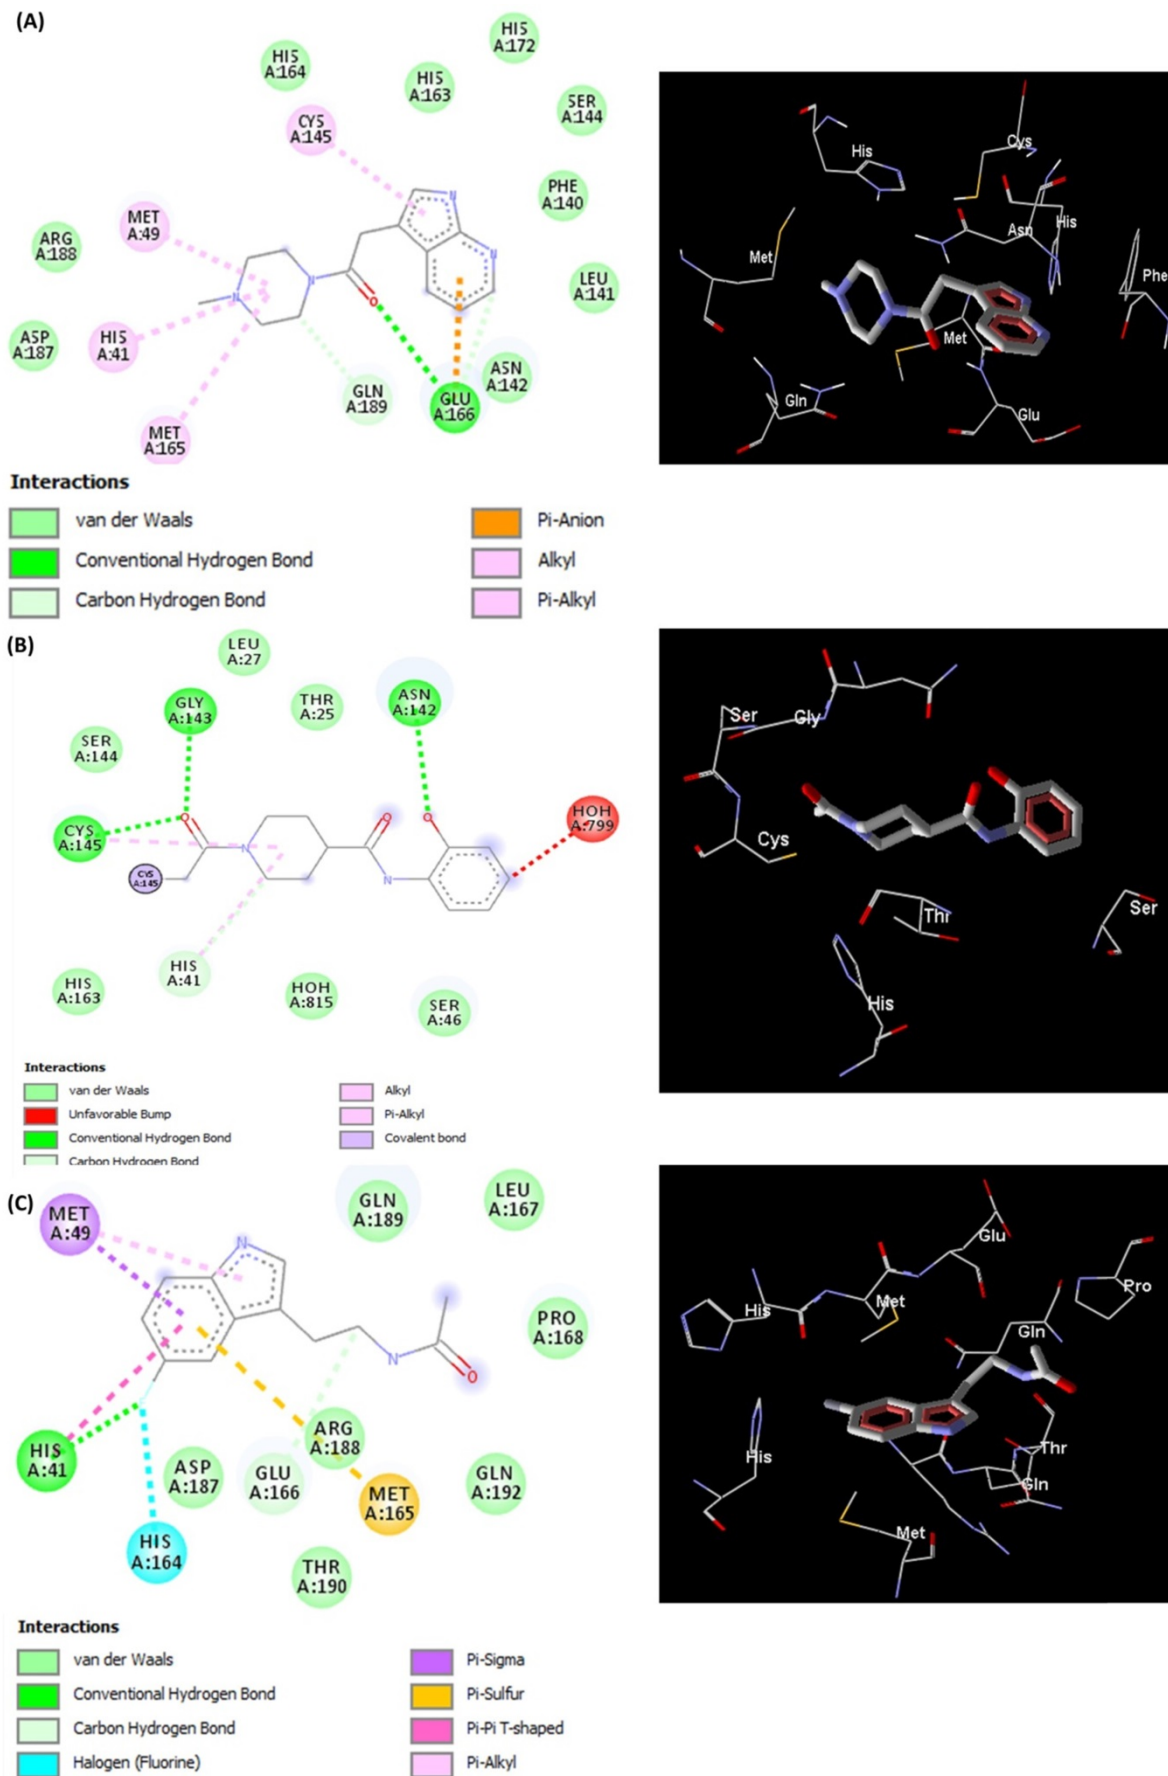 (A)
HIS
A:172
HIS
A:164
HIS
A:163
SER
A:144
CYS
A:145
PHE
A:140
MET
A:49
ARG
A:188
N
N
LEU
A:141
N
N
O
ASP
A:187
HIS
A:41
ASN
A:142
GLN
A:189
GLU
A:166
MET
A:165
His
Cys
Asn
His
Met
Phe
Met
Gln
Glu
Interactions
van der Waals
Conventional Hydrogen Bond
Carbon Hydrogen Bond
Pi-Anion
Alkyl
Pi-Alkyl
(B)
LEU
A:27
GLY
A:143
THR
A:25
ASN
A:142
SER
A:144
HOH
A:799
O
O
O
CYS
A:145
N
CYS
A:145
N
HIS
A:41
HIS
A:163
HOH
A:815
SER
A:46
Ser
Gly
Cys
Thr
Ser
His
Interactions
van der Waals
Unfavorable Bump
Conventional Hydrogen Bond
Carbon Hydrogen Bond
Alkyl
Pi-Alkyl
Covalent bond
(C)
MET
A:49
GLN
A:189
LEU
A:167
N
PRO
A:168
N
O
HIS
A:41
ARG
A:188
ASP
A:187
GLU
A:166
GLN
A:192
MET
A:165
HIS
A:164
THR
A:190
Glu
His
Met
Pro
Gln
His
Thr
Gln
Met
Interactions
van der Waals
Conventional Hydrogen Bond
Carbon Hydrogen Bond
Halogen (Fluorine)
Pi-Sigma
Pi-Sulfur
Pi-Pi T-shaped
Pi-Alkyl